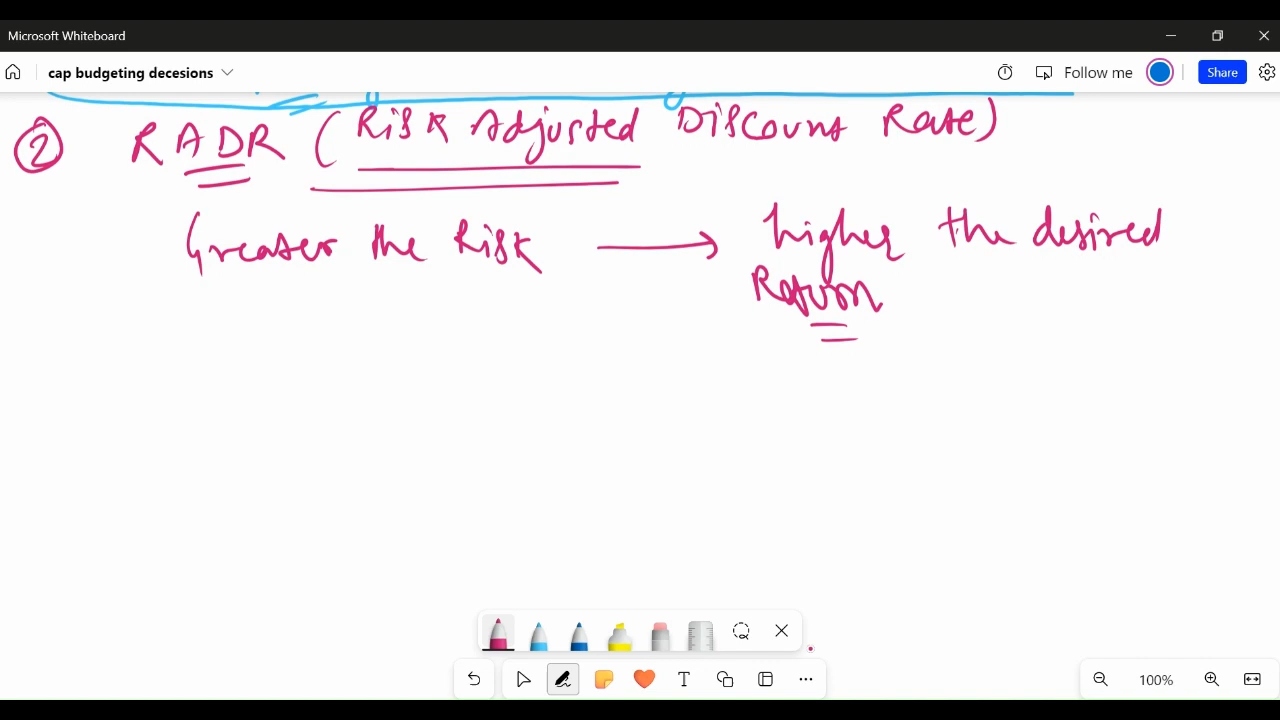 Microsoft Whiteboard
cap budgeting decesions
Follow me
Share
② RADR (Risk Adjusted Discount Rate)
Greater the Risk → higher the desired
Return
T
100%